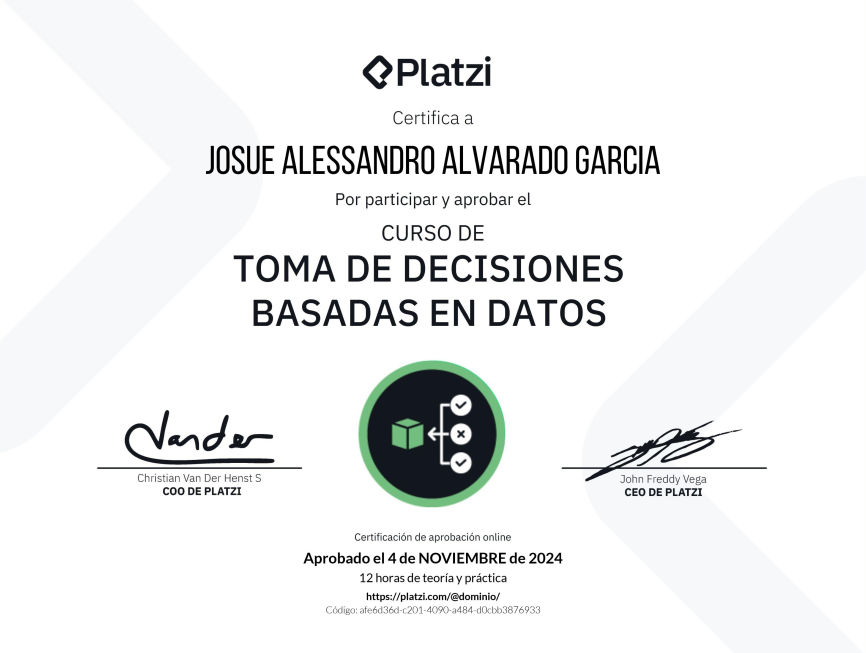 Platzi
Certifica a
JOSUE ALESSANDRO ALVARADO GARCIA
Por participar y aprobar el
CURSO DE
TOMA DE DECISIONES
BASADAS EN DATOS
Vander
Christian Van Der Henst S
COO DE PLATZI
John Freddy Vega
CEO DE PLATZI
Certificación de aprobación online
Aprobado el 4 de NOVIEMBRE de 2024
12 horas de teoría y práctica
https://platzi.com/@dominio/
Código: afe6d36d-c201-4090-a484-d0cbb3876933